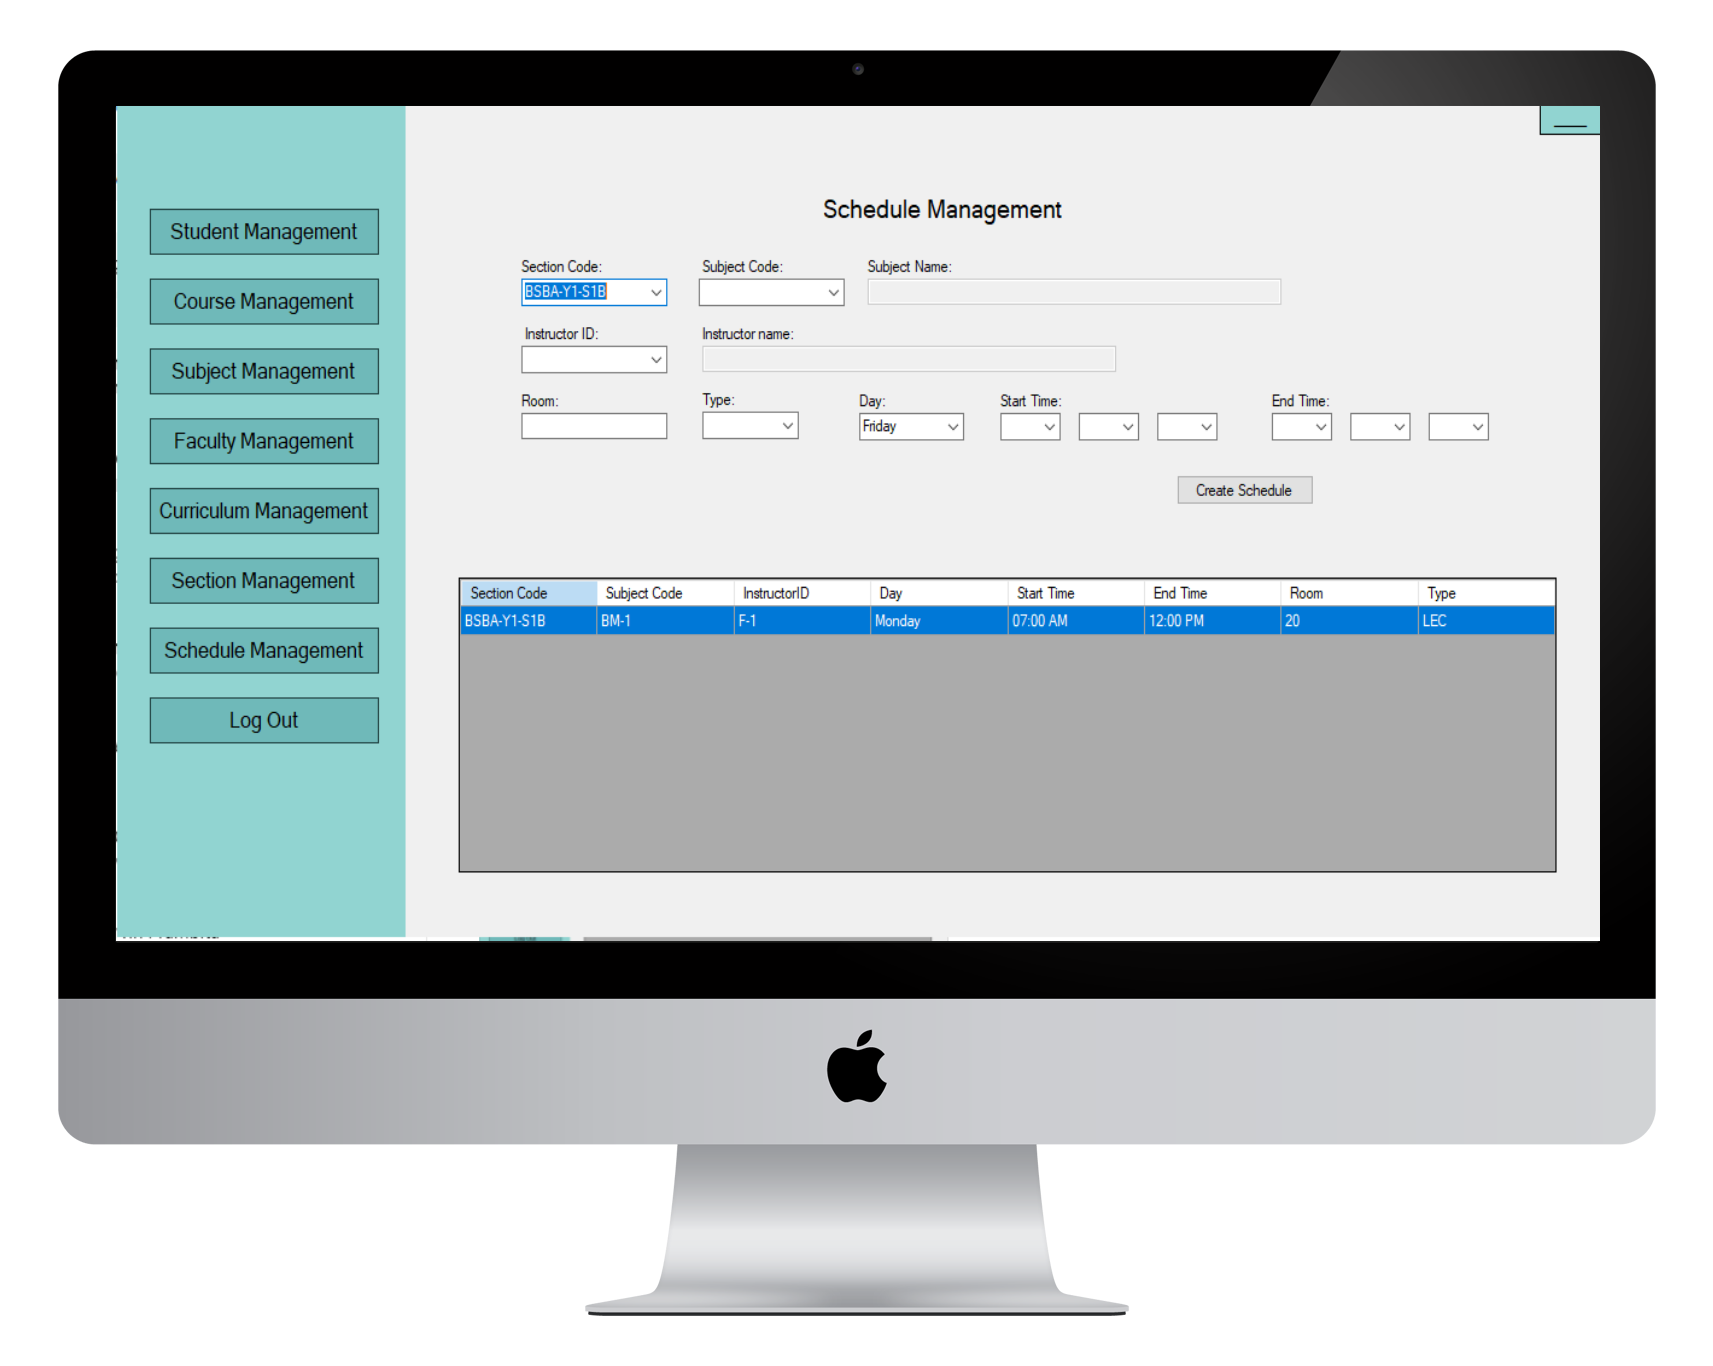 Student Management
Course Management
Subject Management
Faculty Management
Curriculum Management
Section Management
Schedule Management
Log Out
Schedule Management
Section Code: Subject Code: Subject Name:
BSBA-Y1-S1B
Instructor ID: Instructor name:
Room: Type: Day: Start Time: End Time:
Friday
Create Schedule
Section Code Subject Code InstructorID Day Start Time End Time Room Type
BSBA-Y1-S1B BM-1 F-1 Monday 07:00 AM 12:00 PM 20 LEC